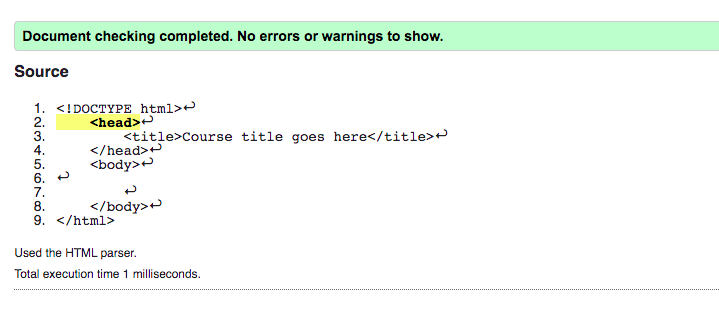 Document checking completed. No errors or warnings to show.
Source
1. <!DOCTYPE html>↩
2. <head>↩
3. <title>Course title goes here</title>↩
4. </head>↩
5. <body>↩
6. ↩
7. ↩
8. </body>↩
9. </html>
Used the HTML parser.
Total execution time 1 milliseconds.